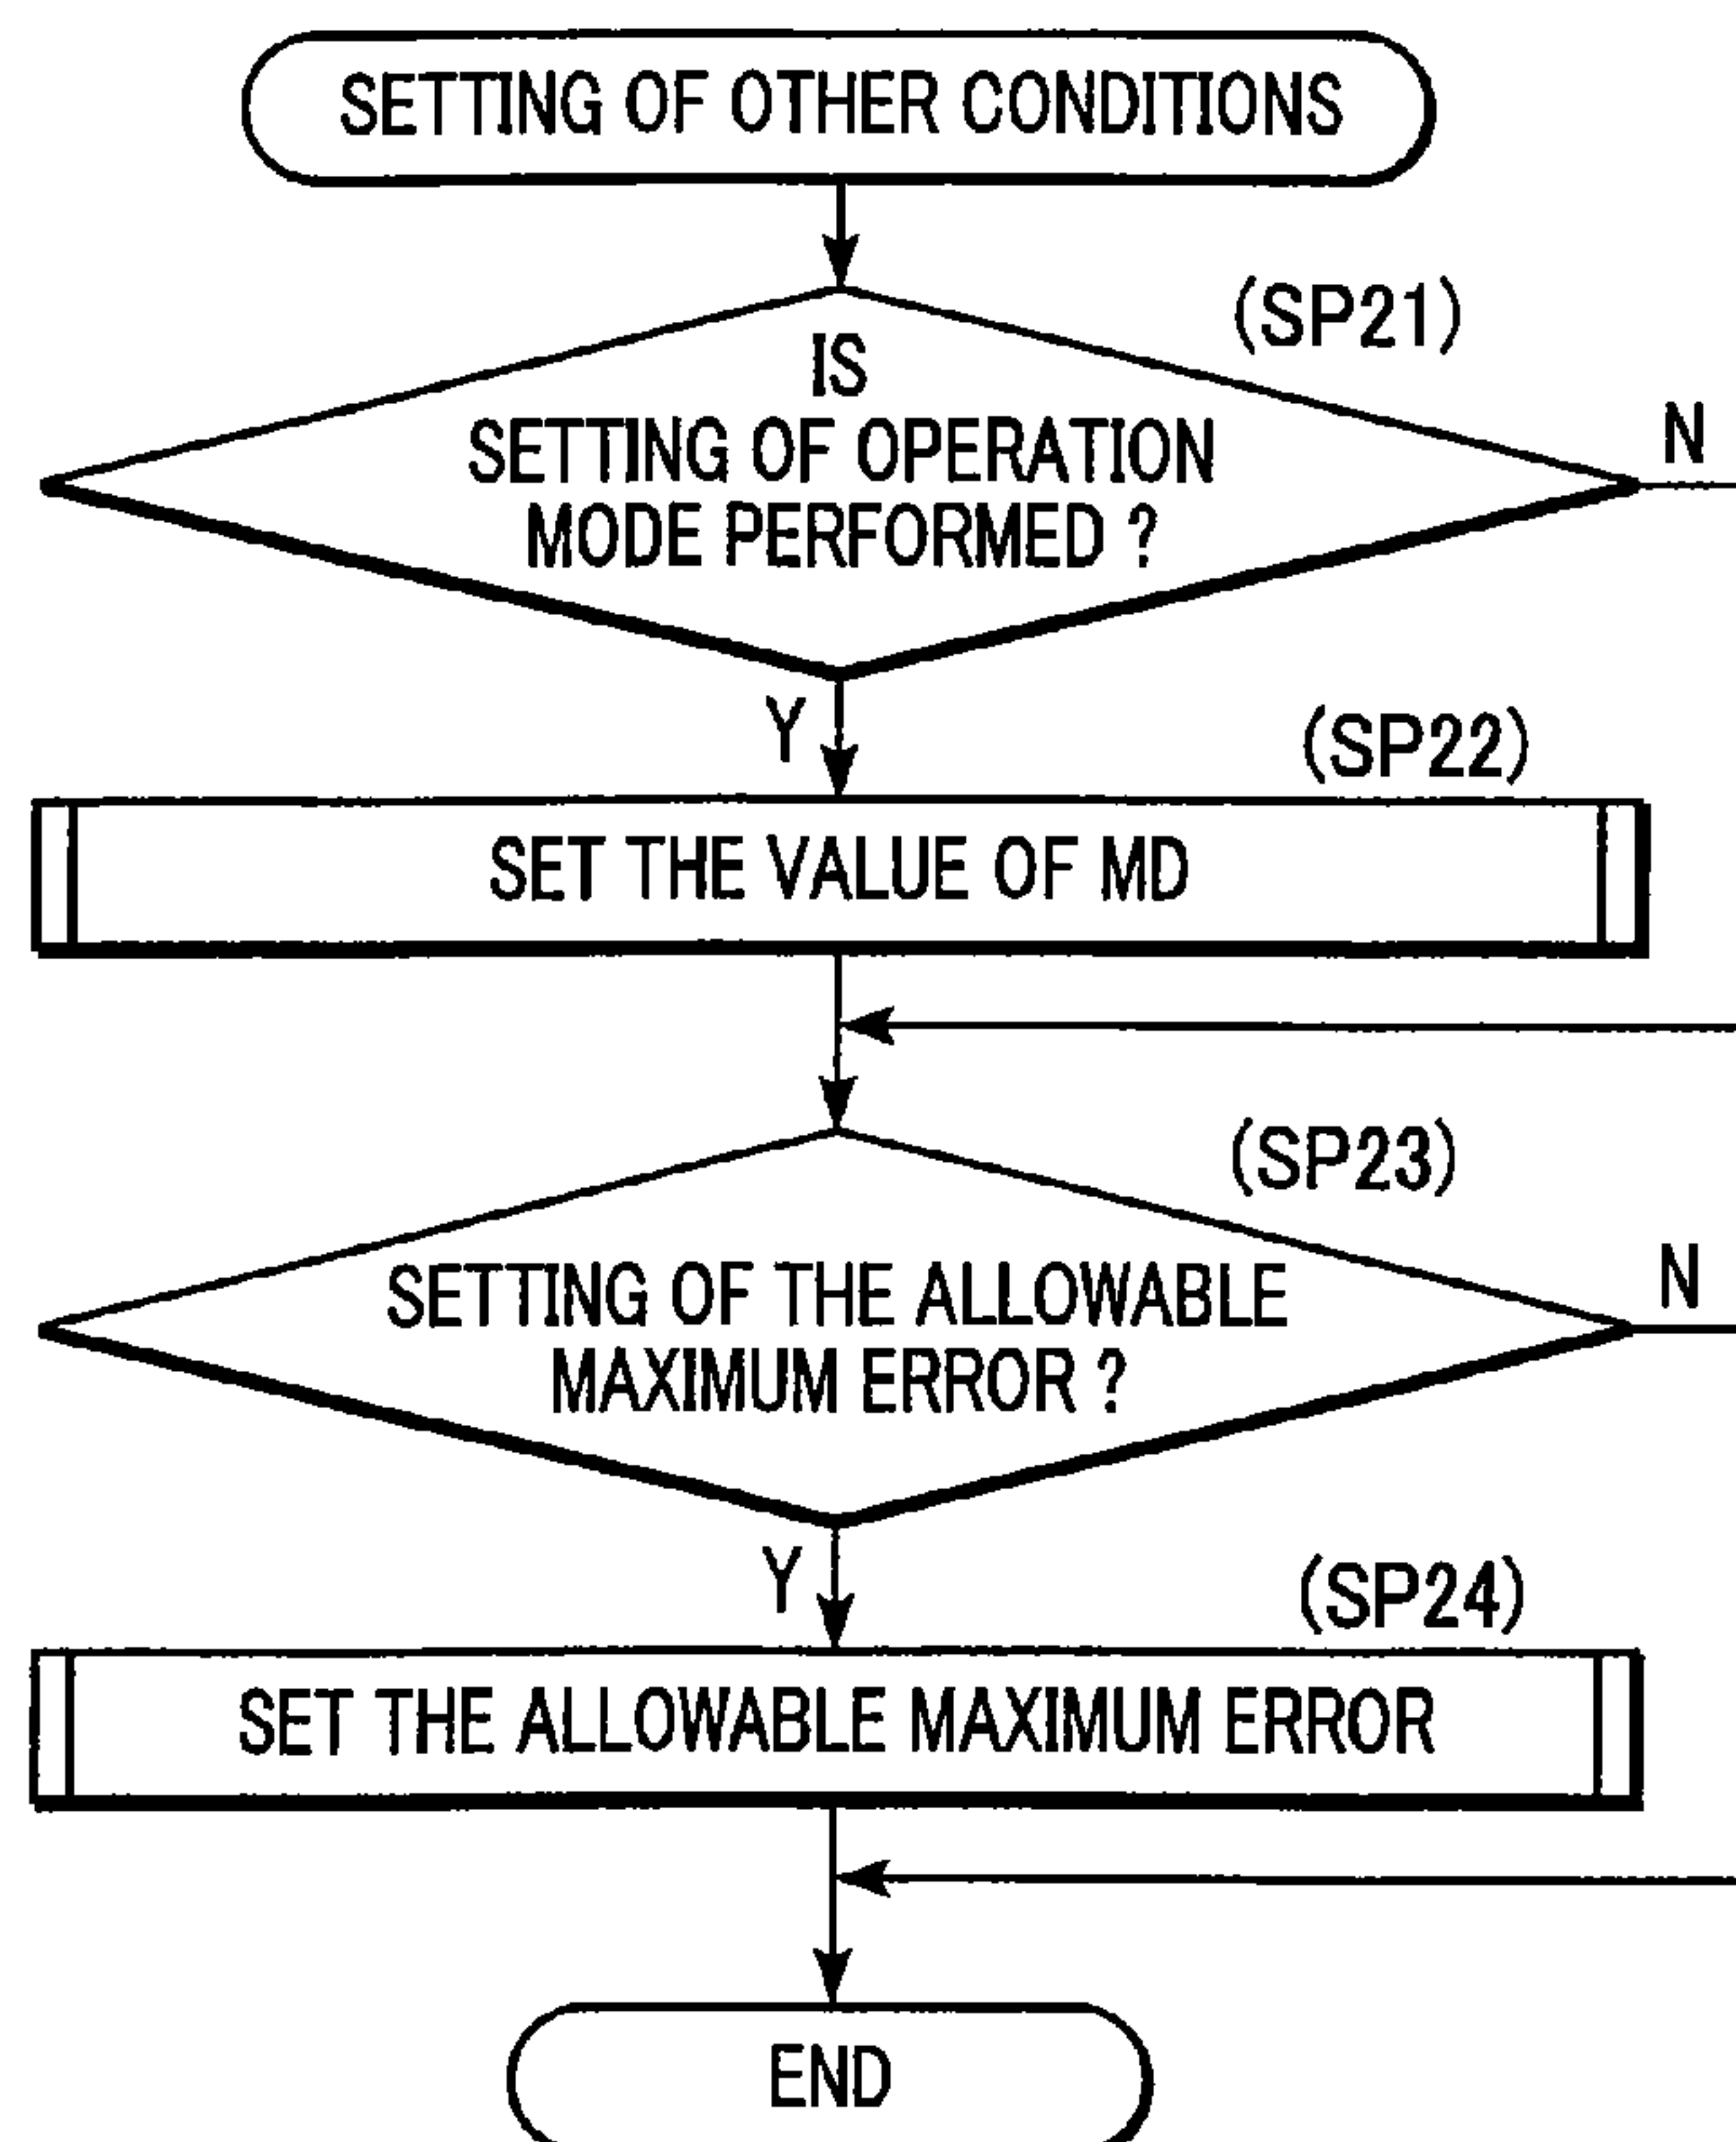 SETTING OF OTHER CONDITIONS
(SP21)
IS
SETTING OF OPERATION
MODE PERFORMED ?
N
Y
(SP22)
SET THE VALUE OF MD
(SP23)
SETTING OF THE ALLOWABLE
MAXIMUM ERROR ?
N
Y
(SP24)
SET THE ALLOWABLE MAXIMUM ERROR
END